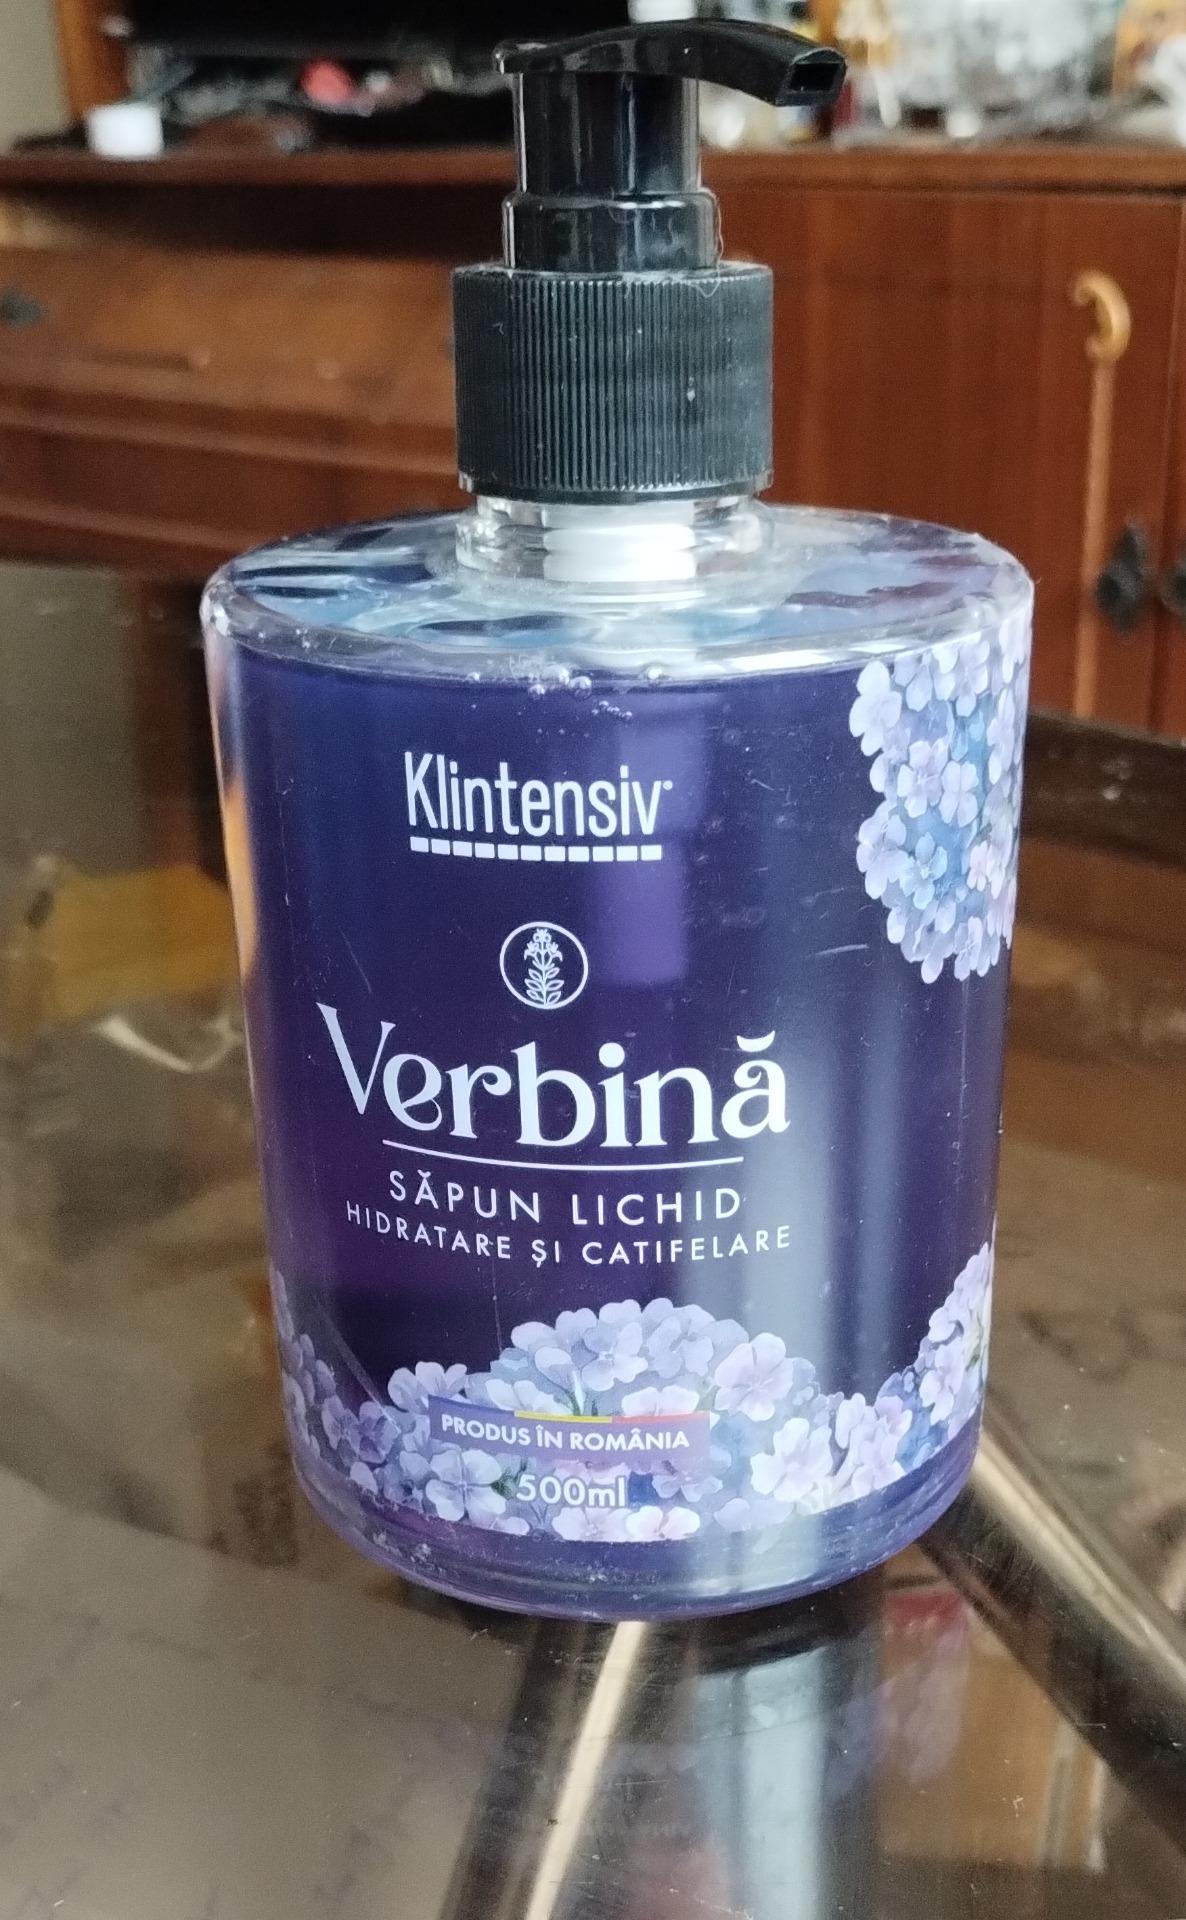 Klintensiv®
Verbină
SĂPUN LICHID
HIDRATARE ȘI CATIFELARE
PRODUS ÎN ROMÂNIA
500ml